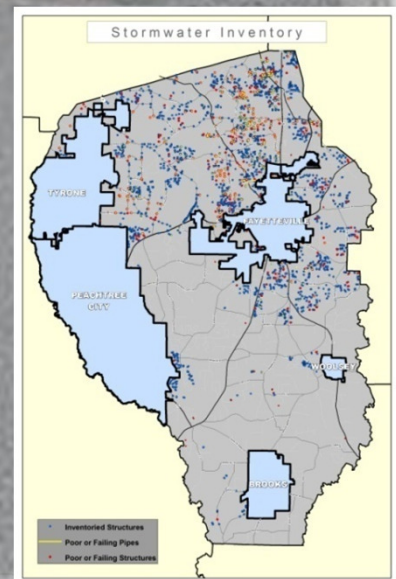 Stormwater Inventory
TYRONE
FAYETTEVILLE
PEACHTREE
CITY
WOOLSEY
BROOKS
Inventoried Structures
Poor or Failing Pipes
Poor or Failing Structures